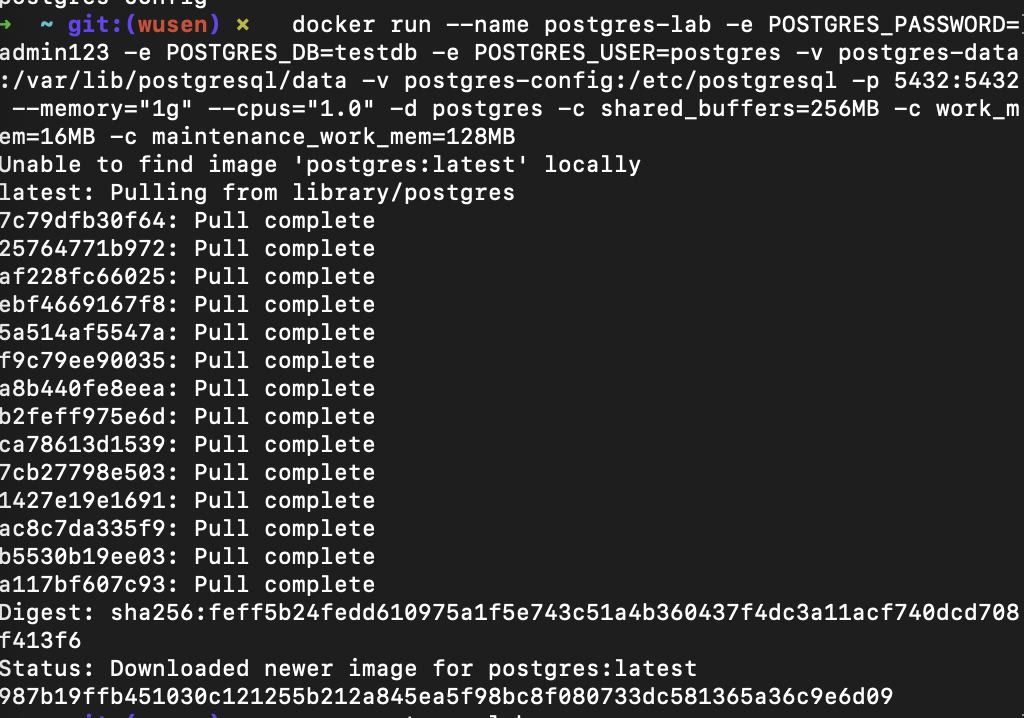 postgres-config
→ ~ git:(wusen) × docker run --name postgres-lab -e POSTGRES_PASSWORD=
admin123 -e POSTGRES_DB=testdb -e POSTGRES_USER=postgres -v postgres-data
:/var/lib/postgresql/data -v postgres-config:/etc/postgresql -p 5432:5432
--memory="1g" --cpus="1.0" -d postgres -c shared_buffers=256MB -c work_m
em=16MB -c maintenance_work_mem=128MB
Unable to find image 'postgres:latest' locally
latest: Pulling from library/postgres
7c79dfb30f64: Pull complete
25764771b972: Pull complete
af228fc66025: Pull complete
ebf4669167f8: Pull complete
5a514af5547a: Pull complete
f9c79ee90035: Pull complete
a8b440fe8eea: Pull complete
b2feff975e6d: Pull complete
ca78613d1539: Pull complete
7cb27798e503: Pull complete
1427e19e1691: Pull complete
ac8c7da335f9: Pull complete
b5530b19ee03: Pull complete
a117bf607c93: Pull complete
Digest: sha256:feff5b24fedd610975a1f5e743c51a4b360437f4dc3a11acf740dcd708
f413f6
Status: Downloaded newer image for postgres:latest
987b19ffb451030c121255b212a845ea5f98bc8f080733dc581365a36c9e6d09